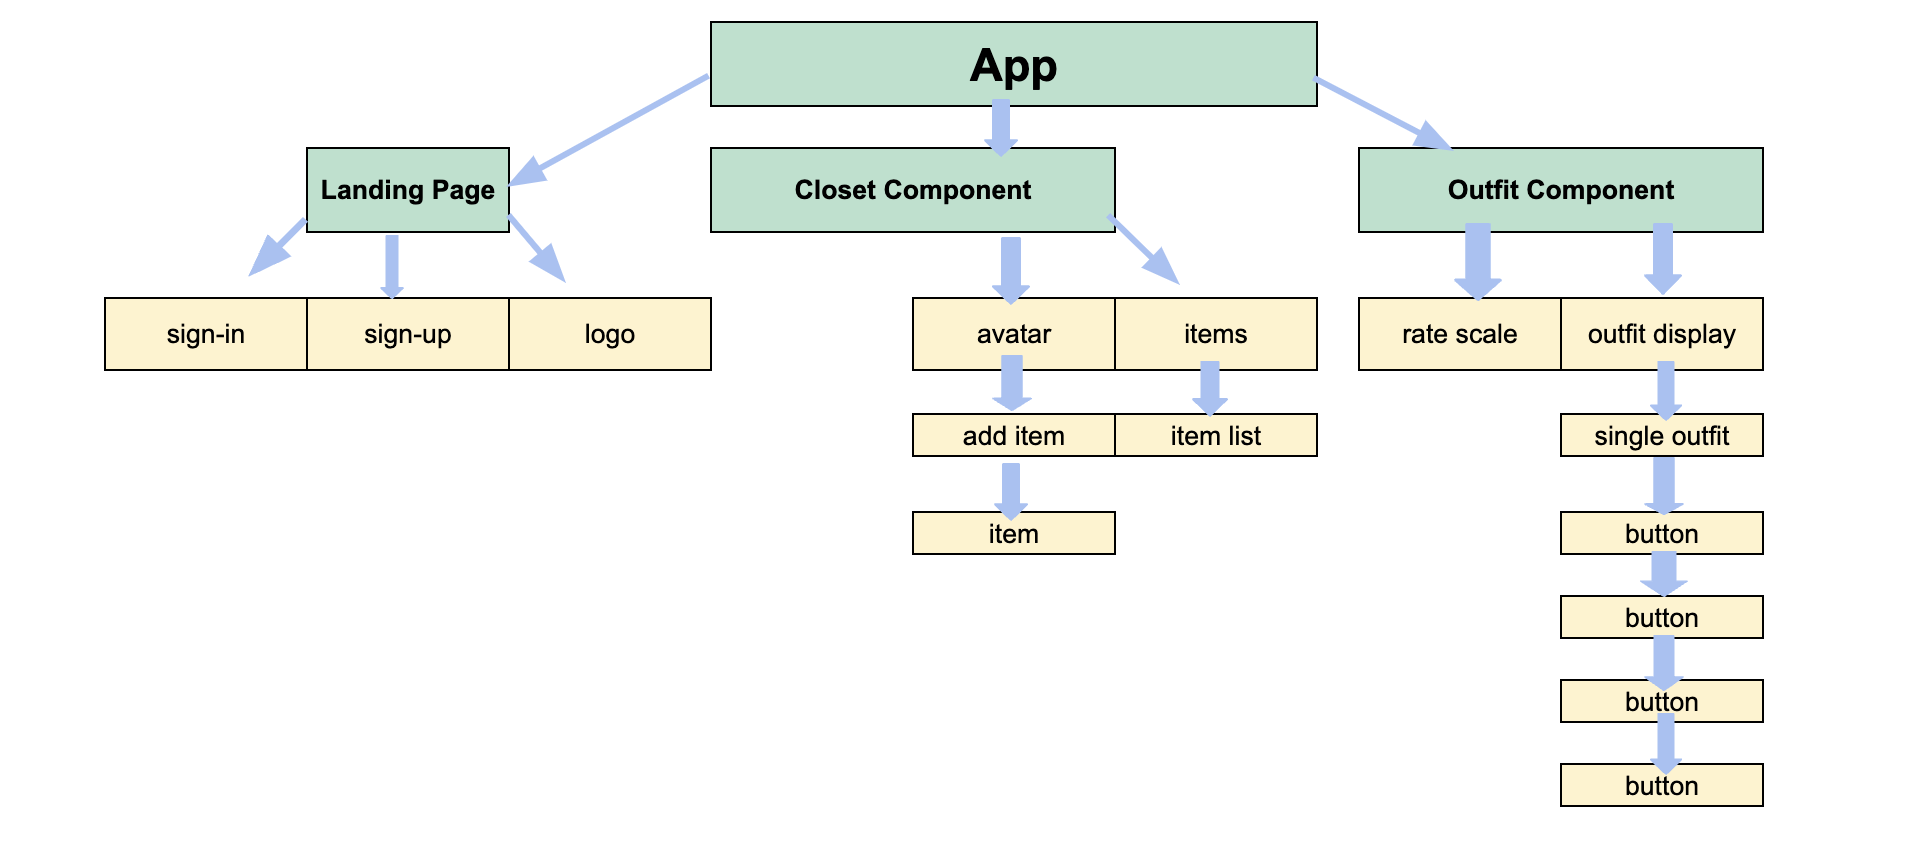 App
Landing Page
Closet Component
Outfit Component
sign-in
sign-up
logo
avatar
items
rate scale
outfit display
add item
item list
single outfit
item
button
button
button
button